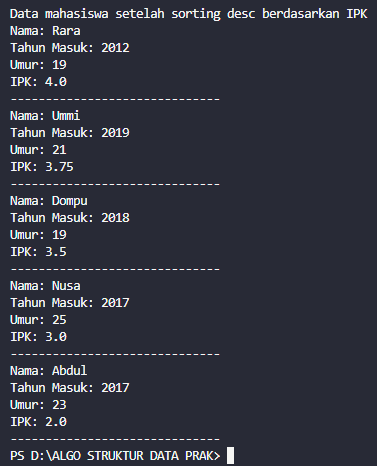 Data mahasiswa setelah sorting desc berdasarkan IPK
Nama: Rara
Tahun Masuk: 2012
Umur: 19
IPK: 4.0
------------------------------
Nama: Ummi
Tahun Masuk: 2019
Umur: 21
IPK: 3.75
------------------------------
Nama: Dompu
Tahun Masuk: 2018
Umur: 19
IPK: 3.5
------------------------------
Nama: Nusa
Tahun Masuk: 2017
Umur: 25
IPK: 3.0
------------------------------
Nama: Abdul
Tahun Masuk: 2017
Umur: 23
IPK: 2.0
------------------------------
PS D:\ALGO STRUKTUR DATA PRAK>